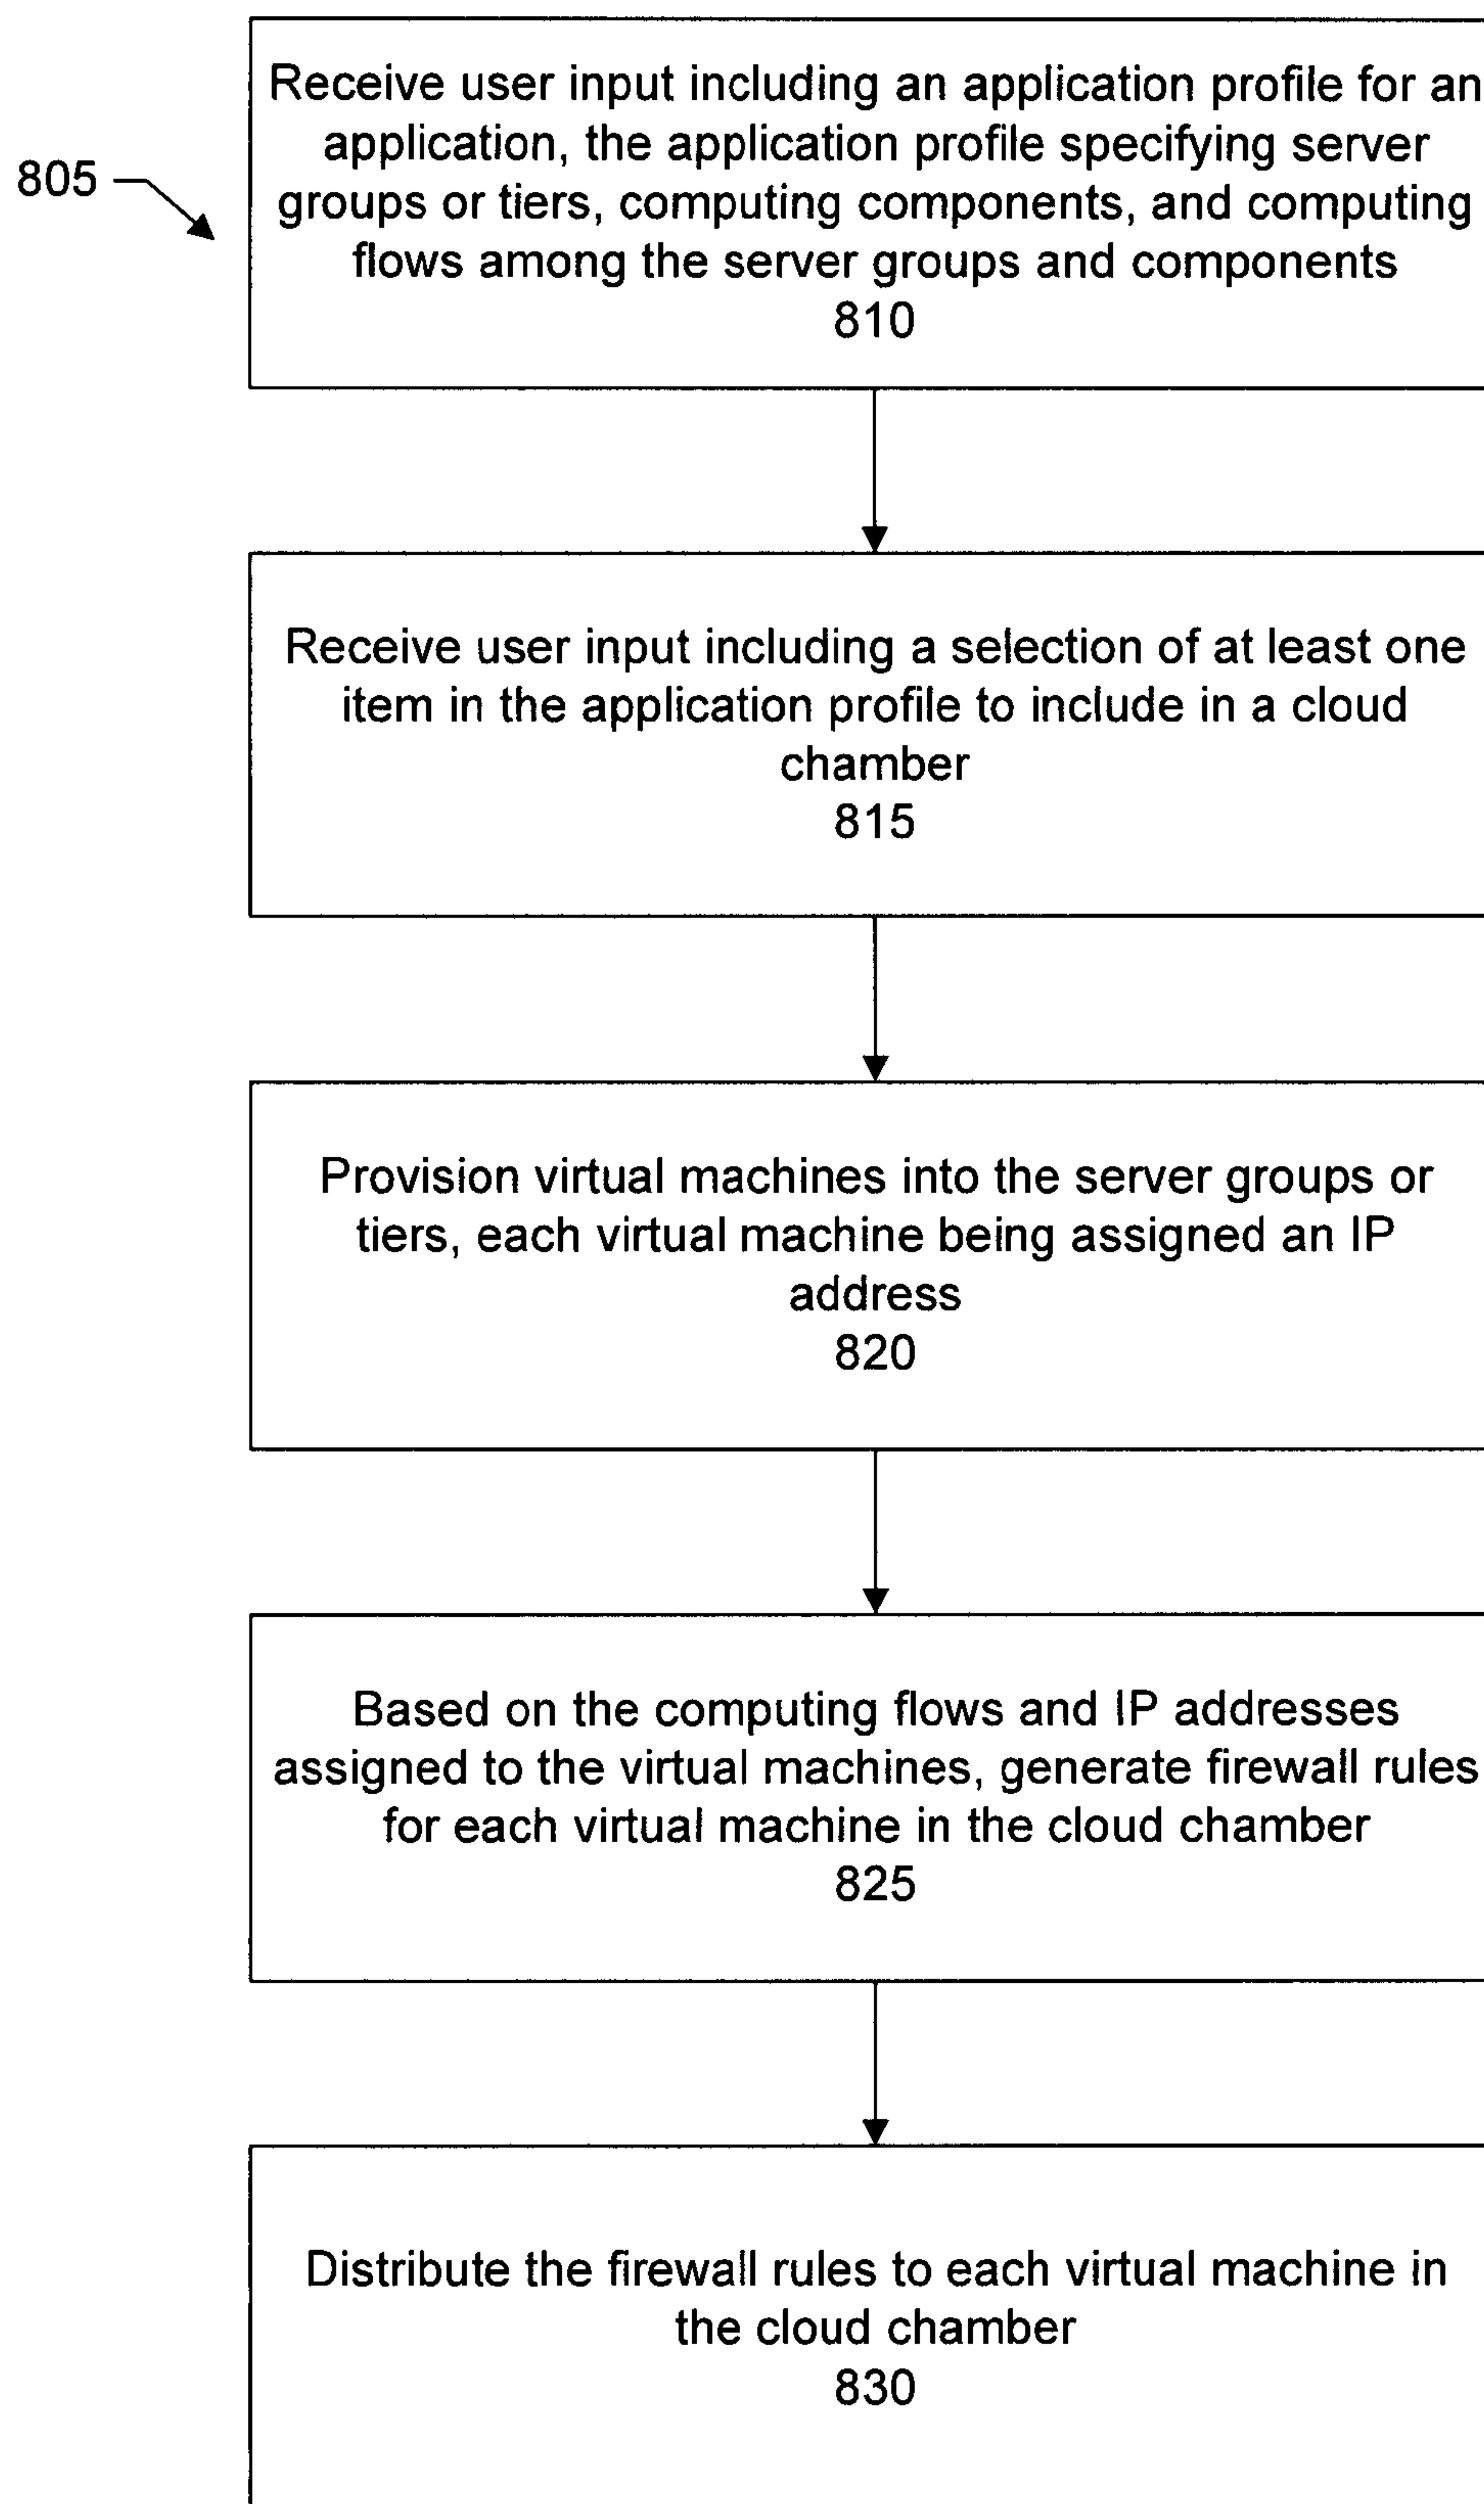 Receive user input including an application profile for an
application, the application profile specifying server
805
groups or tiers, computing components, and computing
flows among the server groups and components
810
Receive user input including a selection of at least one
item in the application profile to include in a cloud
chamber
815
Provision virtual machines into the server groups or
tiers, each virtual machine being assigned an IP
address
820
Based on the computing flows and IP addresses
assigned to the virtual machines, generate firewall rules
for each virtual machine in the cloud chamber
825
Distribute the firewall rules to each virtual machine in
the cloud chamber
830